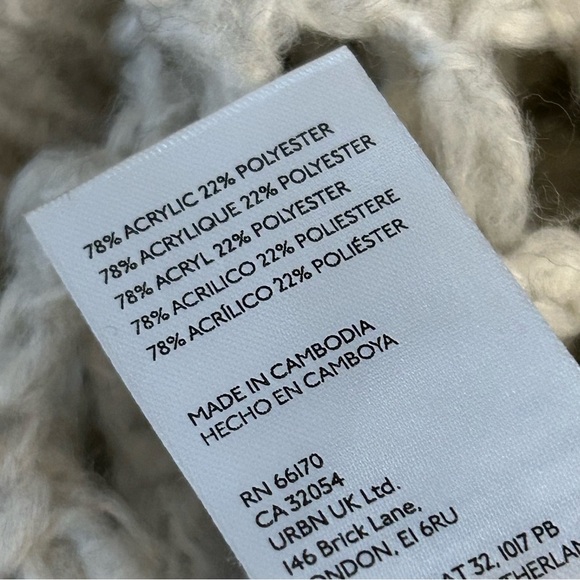 78% ACRYLIC 22% POLYESTER
78% ACRYLIQUE 22% POLYESTER
78% ACRYL 22% POLYESTER
78% ACRILICO 22% POLIESTERE
78% ACRÍLICO 22% POLIÉSTER
MADE IN CAMBODIA
HECHO EN CAMBOYA
RN 66170
CA 32054
URBN UK Ltd.
146 Brick Lane,
LONDON, E1 6RU
AT 32, 1017 PB